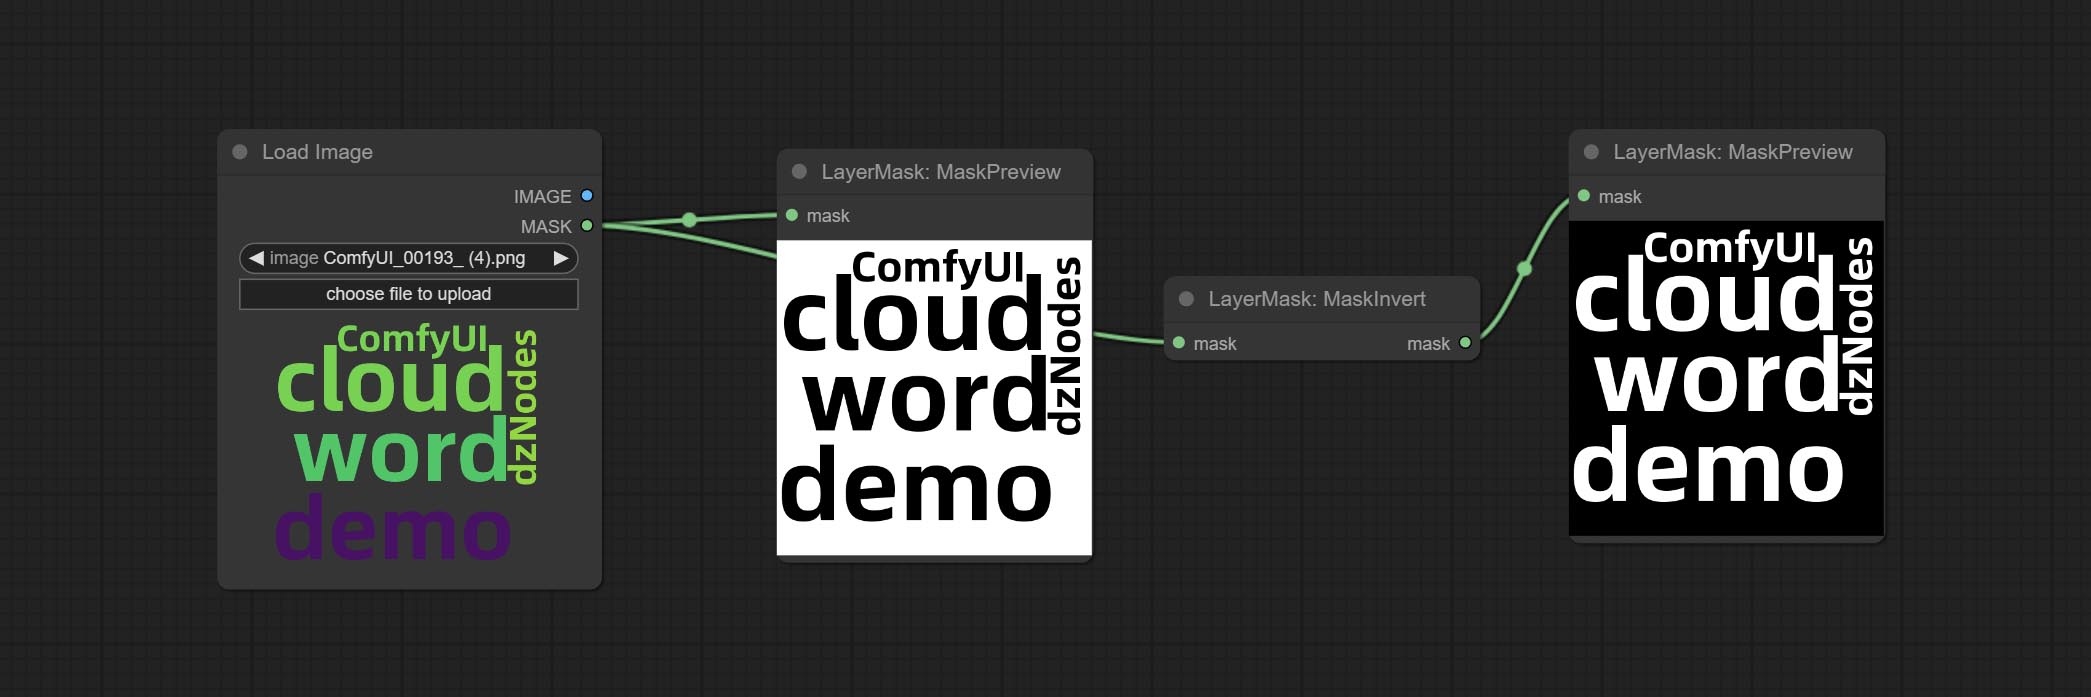 Load Image
IMAGE
MASK
image ComfyUI_00193_ (4).png
choose file to upload
ComfyUI
cloud
dzNodes
word
demo
LayerMask: MaskPreview
mask
ComfyUI
cloud
dzNodes
word
demo
LayerMask: MaskInvert
mask mask
LayerMask: MaskPreview
mask
ComfyUI
cloud
dzNodes
word
demo